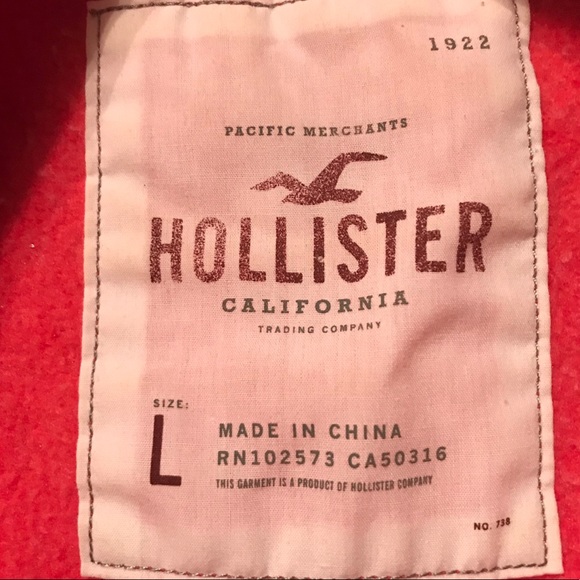 1922
PACIFIC MERCHANTS
HOLLISTER
CALIFORNIA
TRADING COMPANY
SIZE:
L
MADE IN CHINA
RN102573 CA50316
THIS GARMENT IS A PRODUCT OF HOLLISTER COMPANY
NO. 738